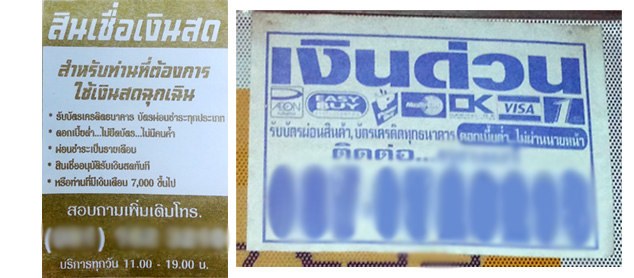 สินเชื่อเงินสด
สำหรับท่านที่ต้องการ
ใช้เงินสดฉุกเฉิน
• รับบัตรเครดิตธนาคาร บัตรผ่อนชำระทุกประเภท
• ดอกเบี้ยต่ำ...ไม่ยึดบัตร...ไม่มีคนค้ำ
• ผ่อนชำระเป็นรายเดือน
• สินเชื่ออนุมัติรับเงินสดทันที
• หรือท่านที่มีเงินเดือน 7,000 ขึ้นไป
สอบถามเพิ่มเติมโทร.
บริการทุกวัน 11.00 - 19.00 น.
เงินด่วน
AEON EASY BUY OK VISA 1
รับบัตรผ่อนสินค้า,บัตรเครดิตทุกธนาคาร ดอกเบี้ยต่ำ...ไม่ผ่านนายหน้า
ติดต่อ...